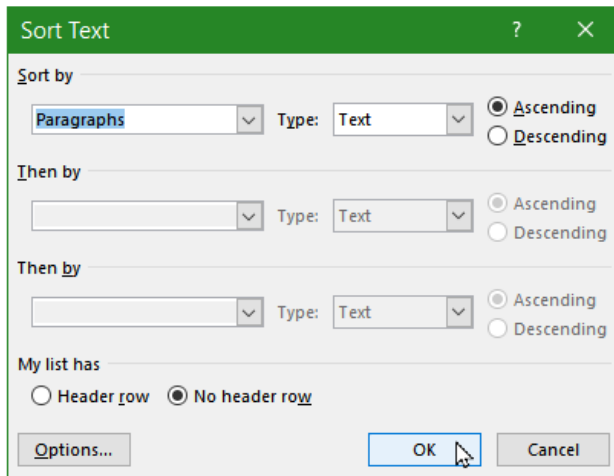 Sort Text ? ×
Sort by
Paragraphs Type: Text Ascending
Descending
Then by
Type: Text Ascending
Descending
Then by
Type: Text Ascending
Descending
My list has
Header row No header row
Options... OK Cancel